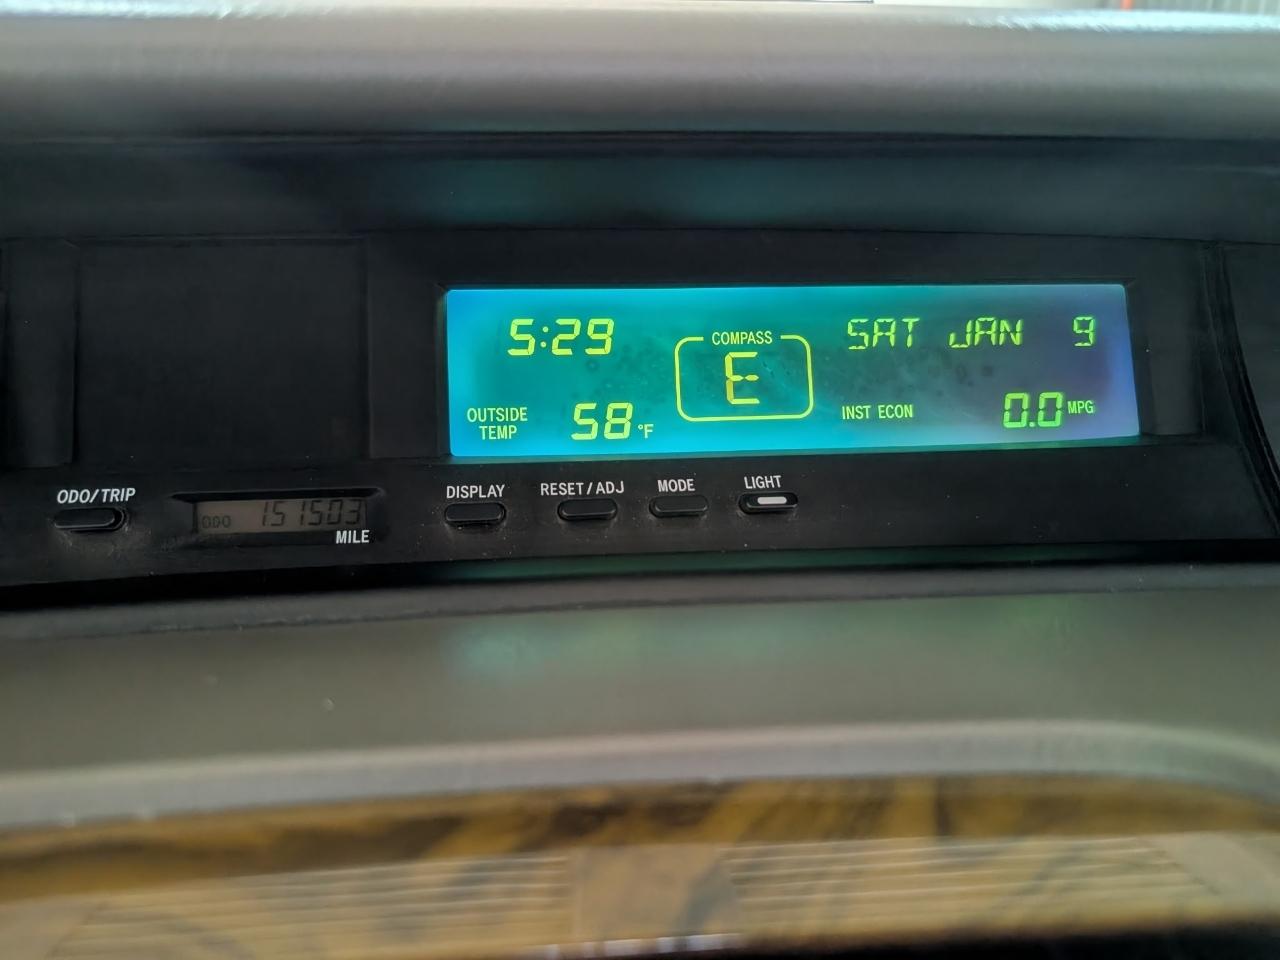 5:29
COMPASS
E
SAT JAN 9
OUTSIDE TEMP 58 °F
INST ECON 0.0 MPG
ODO/TRIP
ODO 151503
MILE
DISPLAY
RESET/ADJ
MODE
LIGHT